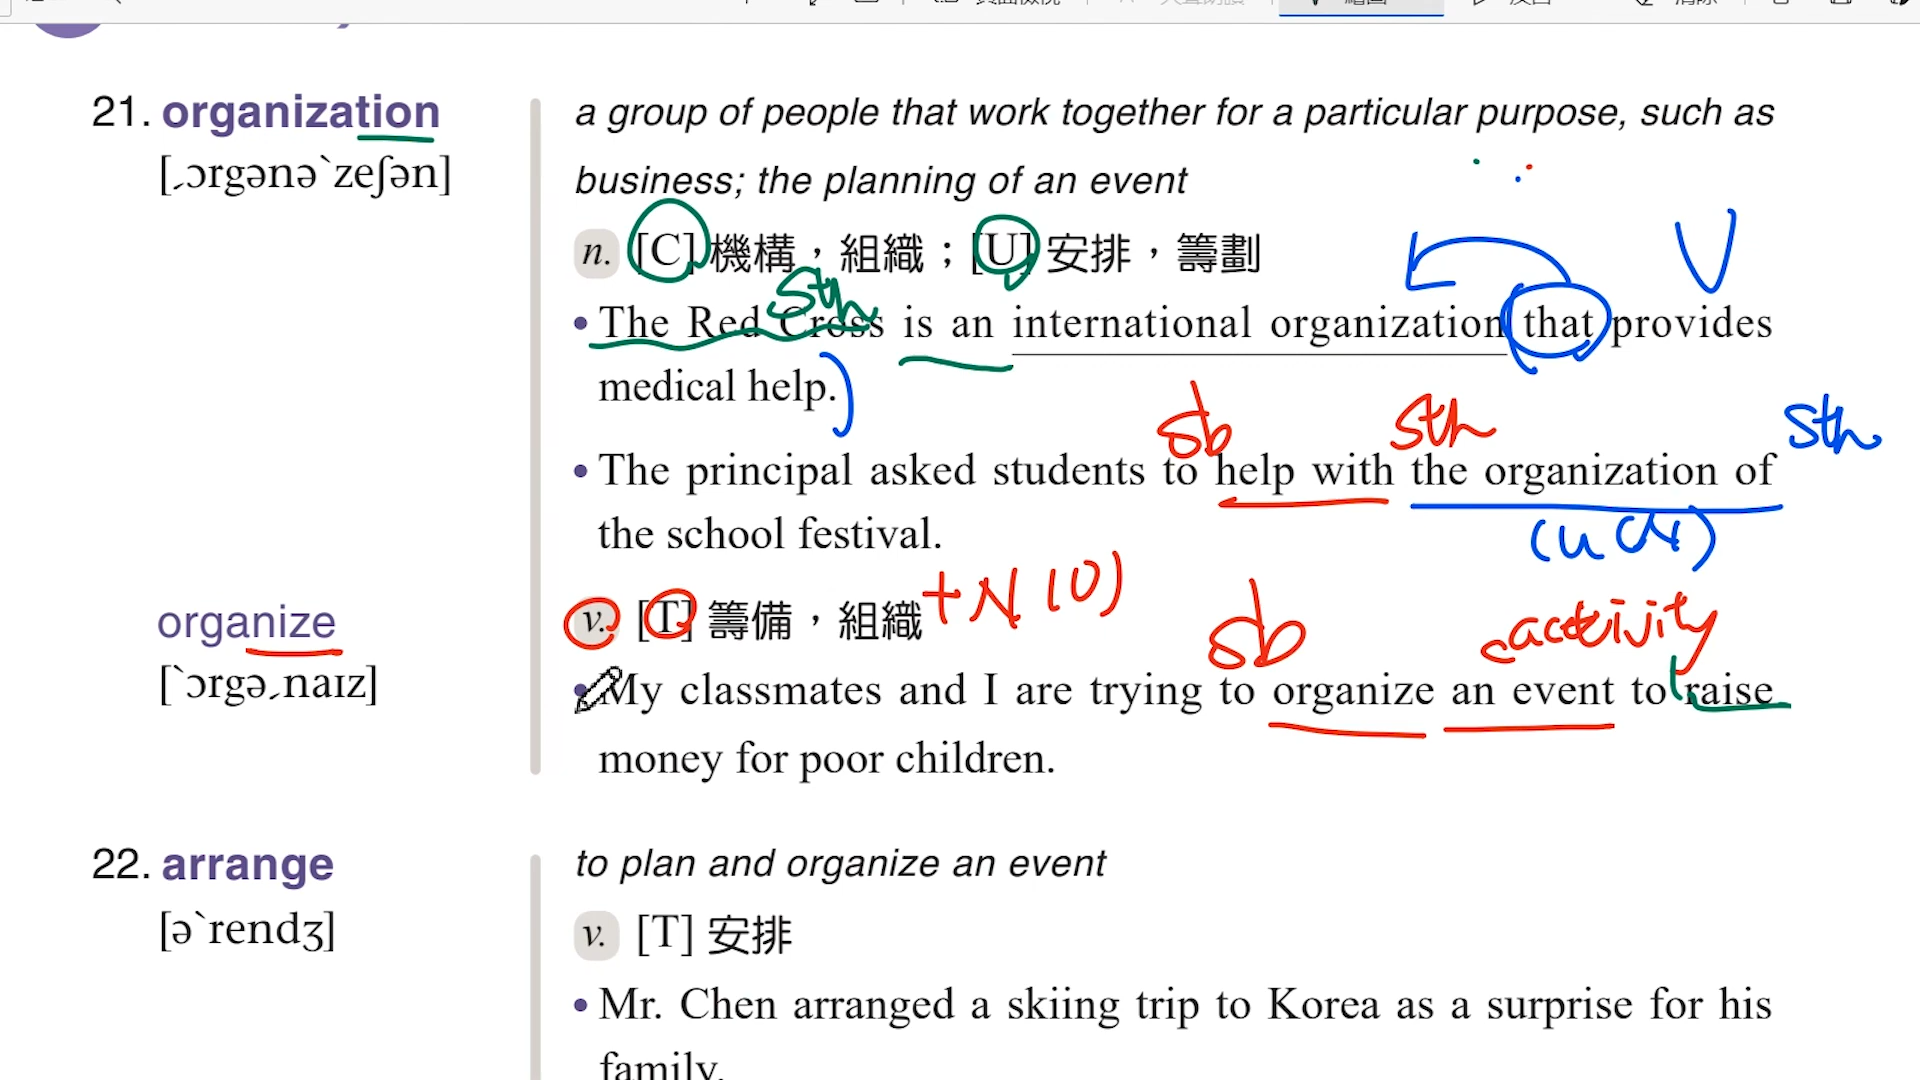 21. organization
[ˏɔrgənəˋzeʃən]
a group of people that work together for a particular purpose, such as
business; the planning of an event
n. [C] 機構，組織；[U] 安排，籌劃
sth
• The Red Cross is an international organization that provides
medical help.)
sb sth sth
• The principal asked students to help with the organization of
the school festival.
organize
[ˋɔrgəˏnaɪz]
v. [T] 籌備，組織 +N (O)
sb activity
• My classmates and I are trying to organize an event to raise
money for poor children.
22. arrange
[əˋrendʒ]
to plan and organize an event
v. [T] 安排
• Mr. Chen arranged a skiing trip to Korea as a surprise for his
family.